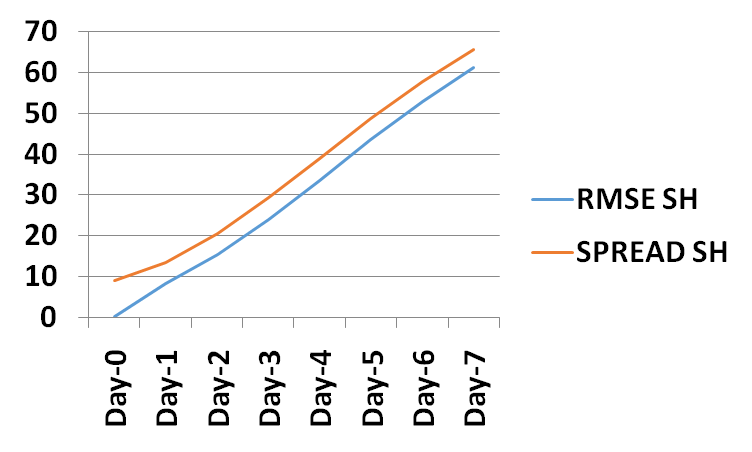 70
60
50
40
30
20
10
0
Day-0
Day-1
Day-2
Day-3
Day-4
Day-5
Day-6
Day-7
RMSE SH
SPREAD SH